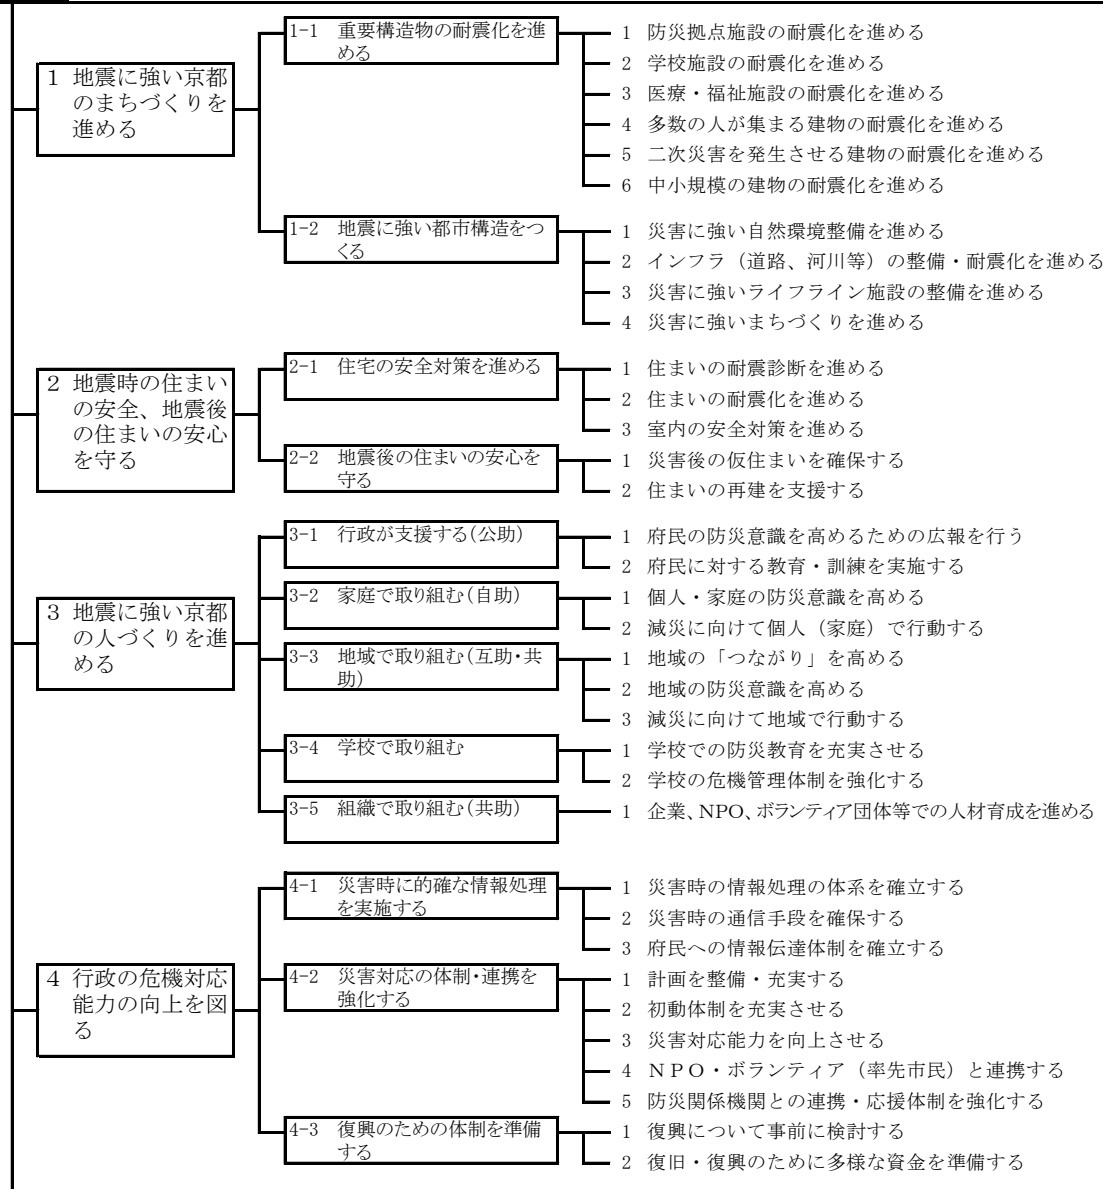 1 地震に強い京都
のまちづくりを
進める
1-1 重要構造物の耐震化を進
める
1 防災拠点施設の耐震化を進める
2 学校施設の耐震化を進める
3 医療・福祉施設の耐震化を進める
4 多数の人が集まる建物の耐震化を進める
5 二次災害を発生させる建物の耐震化を進める
6 中小規模の建物の耐震化を進める
1-2 地震に強い都市構造をつ
くる
1 災害に強い自然環境整備を進める
2 インフラ(道路、河川等)の整備・耐震化を進める
3 災害に強いライフライン施設の整備を進める
4 災害に強いまちづくりを進める
2 地震時の住まい
の安全、地震後
の住まいの安心
を守る
2-1 住宅の安全対策を進める
1 住まいの耐震診断を進める
2 住まいの耐震化を進める
3 室内の安全対策を進める
2-2 地震後の住まいの安心を
守る
1 災害後の仮住まいを確保する
2 住まいの再建を支援する
3 地震に強い京都
の人づくりを進
める
3-1 行政が支援する(公助)
1 府民の防災意識を高めるための広報を行う
2 府民に対する教育・訓練を実施する
3-2 家庭で取り組む(自助)
1 個人・家庭の防災意識を高める
2 減災に向けて個人(家庭)で行動する
3-3 地域で取り組む(互助・共
助)
1 地域の「つながり」を高める
2 地域の防災意識を高める
3 減災に向けて地域で行動する
3-4 学校で取り組む
1 学校での防災教育を充実させる
2 学校の危機管理体制を強化する
3-5 組織で取り組む(共助)
1 企業、NPO、ボランティア団体等での人材育成を進める
4 行政の危機対応
能力の向上を図
る
4-1 災害時に的確な情報処理
を実施する
1 災害時の情報処理の体系を確立する
2 災害時の通信手段を確保する
3 府民への情報伝達体制を確立する
4-2 災害対応の体制・連携を
強化する
1 計画を整備・充実する
2 初動体制を充実させる
3 災害対応能力を向上させる
4 NPO・ボランティア(率先市民)と連携する
5 防災関係機関との連携・応援体制を強化する
4-3 復興のための体制を準備
する
1 復興について事前に検討する
2 復旧・復興のために多様な資金を準備する